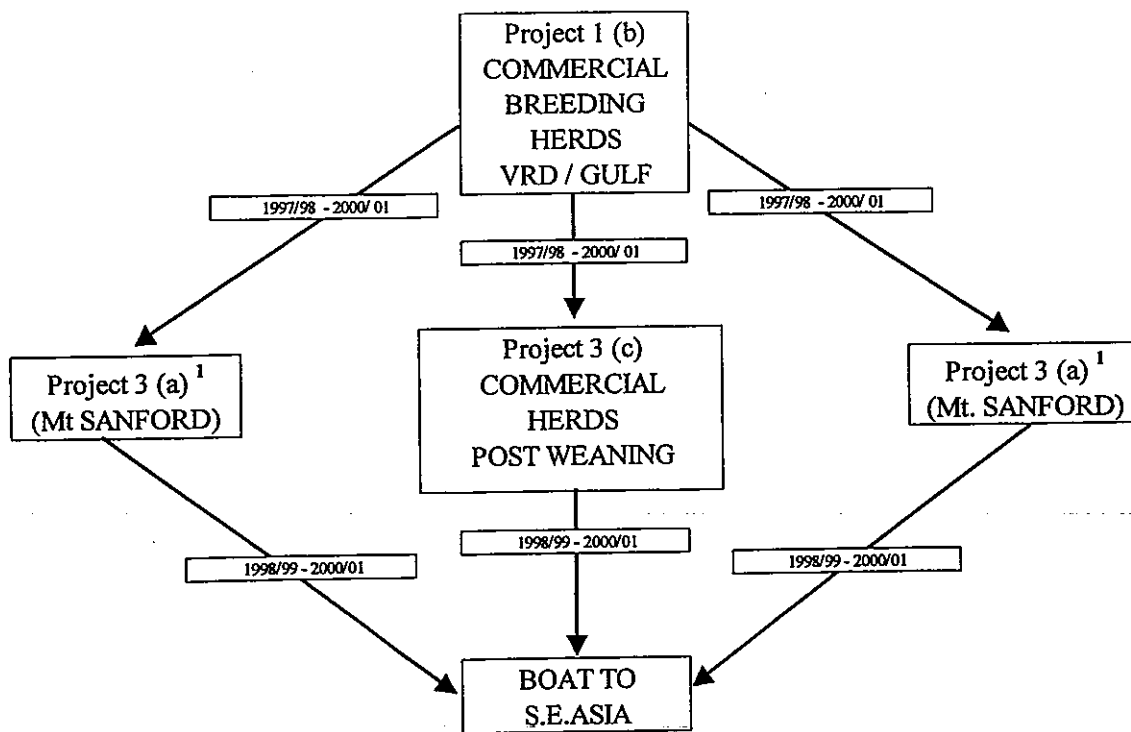 Project 1 (b)
COMMERCIAL
BREEDING
HERDS
VRD / GULF
1997/98 - 2000/ 01
1997/98 - 2000/ 01
1997/98 - 2000/ 01
Project 3 (a) 1
(Mt SANFORD)
Project 3 (c)
COMMERCIAL
HERDS
POST WEANING
Project 3 (a) 1
(Mt. SANFORD)
1998/99 - 2000/01
1998/99 - 2000/01
1998/99 - 2000/01
BOAT TO
S.E.ASIA